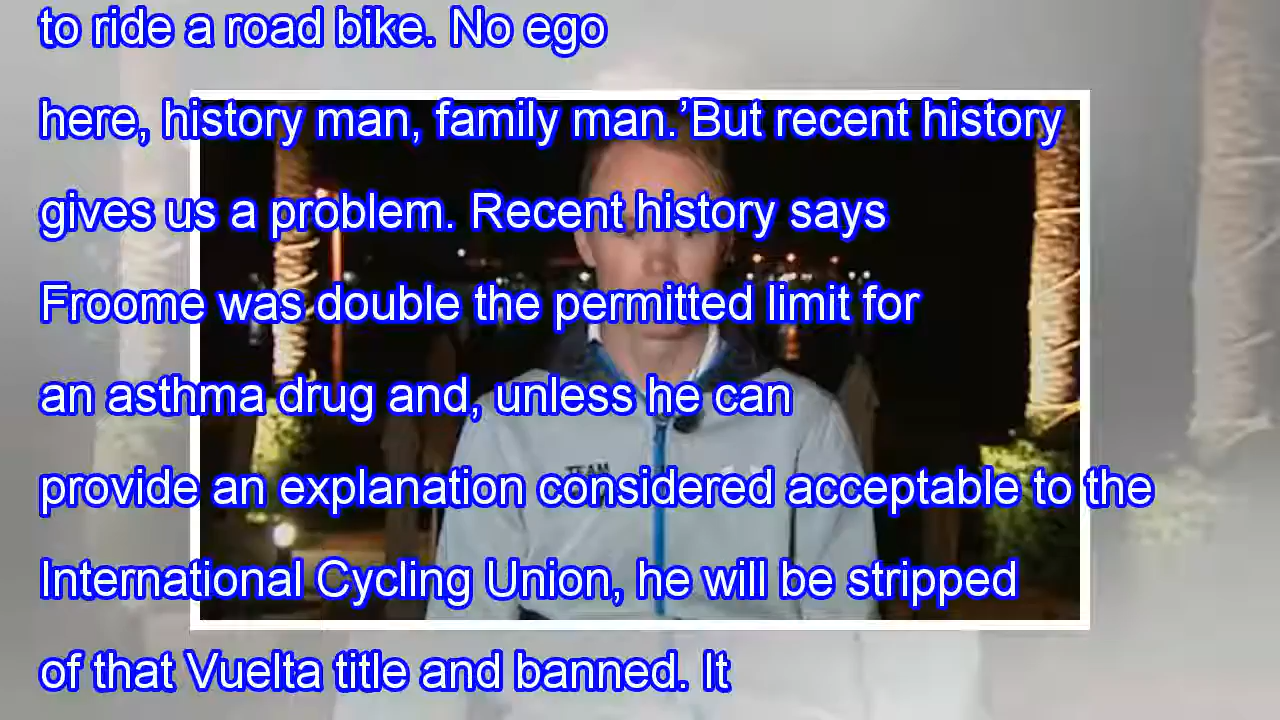 to ride a road bike. No ego
here, history man, family man.’But recent history
gives us a problem. Recent history says
Froome was double the permitted limit for
an asthma drug and, unless he can
provide an explanation considered acceptable to the
International Cycling Union, he will be stripped
of that Vuelta title and banned. It
TEAM